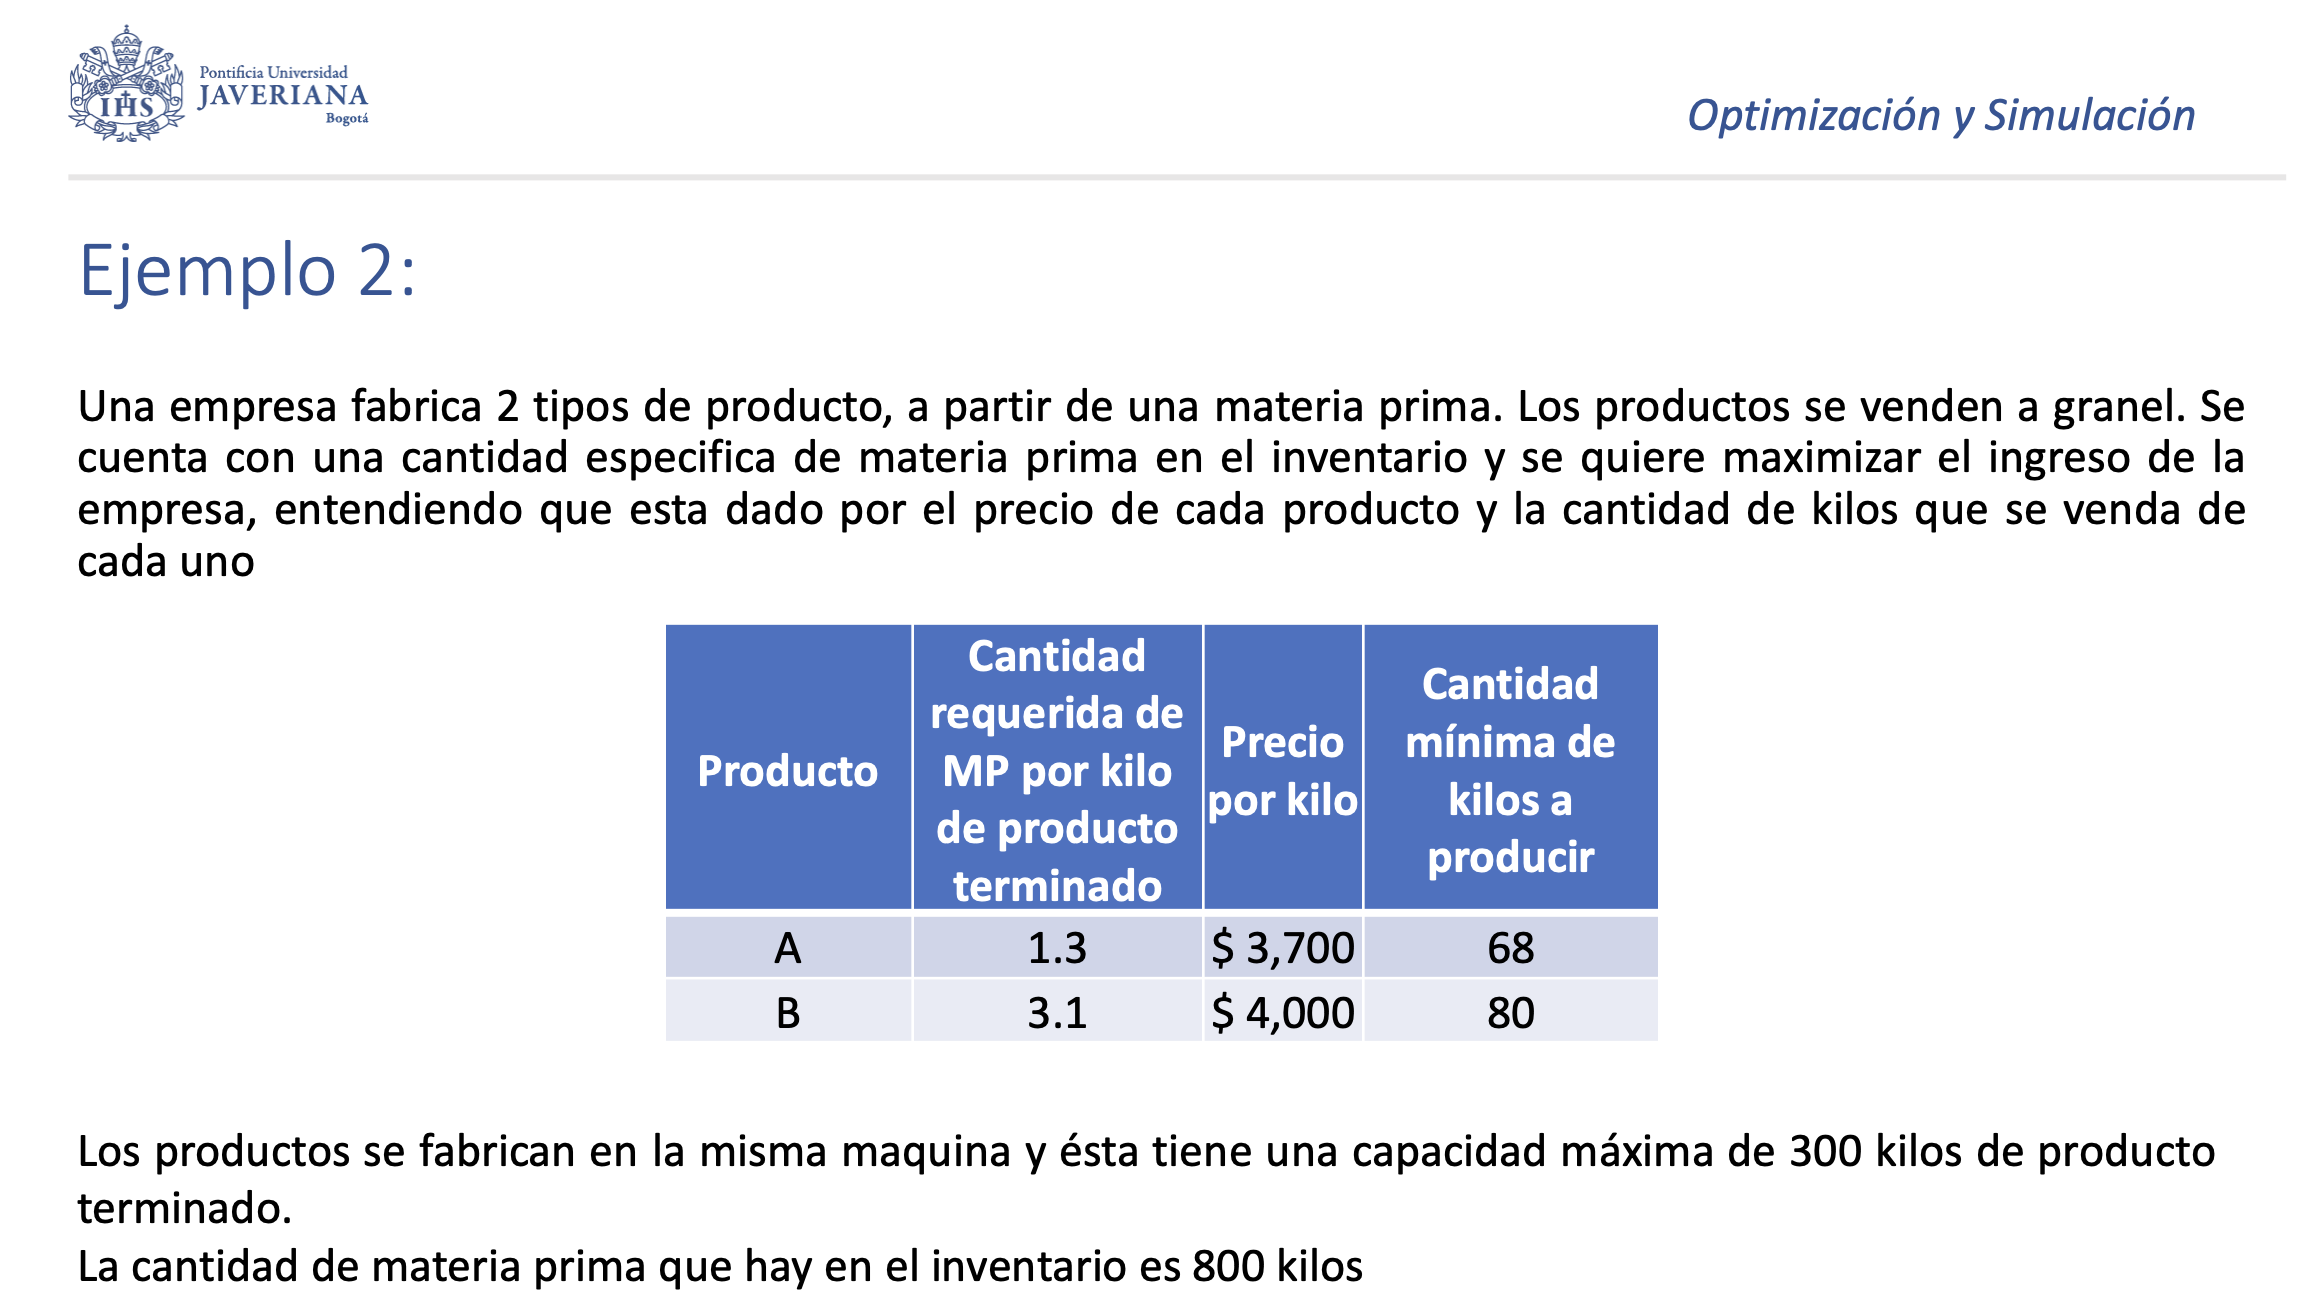 IHS
Pontificia Universidad
JAVERIANA
Bogotá
Optimización y Simulación
Ejemplo 2:
Una empresa fabrica 2 tipos de producto, a partir de una materia prima. Los productos se venden a granel. Se
cuenta con una cantidad especifica de materia prima en el inventario y se quiere maximizar el ingreso de la
empresa, entendiendo que esta dado por el precio de cada producto y la cantidad de kilos que se venda de
cada uno
Producto
Cantidad
requerida de
MP por kilo
de producto
terminado
Precio
por kilo
Cantidad
mínima de
kilos a
producir
A 1.3 $ 3,700 68
B 3.1 $ 4,000 80
Los productos se fabrican en la misma maquina y ésta tiene una capacidad máxima de 300 kilos de producto
terminado.
La cantidad de materia prima que hay en el inventario es 800 kilos